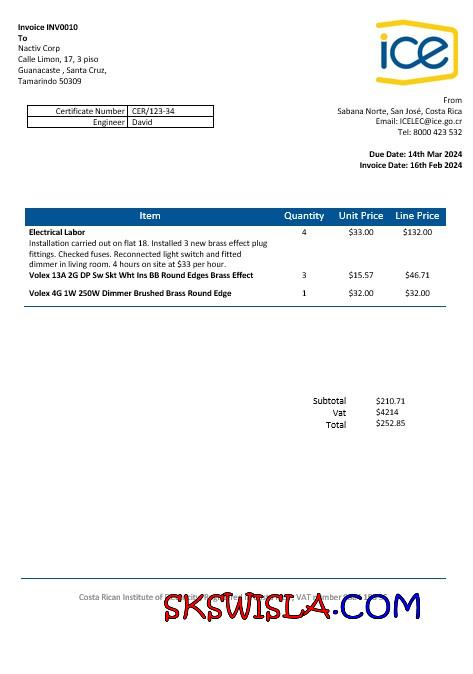 Invoice INV0010
To
Nactiv Corp
Calle Limon, 17, 3 piso
Guanacaste , Santa Cruz,
Tamarindo 50309
ice
Certificate Number CER/123-34
Engineer David
From
Sabana Norte, San José, Costa Rica
Email: ICELEC@ice.go.cr
Tel: 8000 423 532
Due Date: 14th Mar 2024
Invoice Date: 16th Feb 2024
Item Quantity Unit Price Line Price
Electrical Labor 4 $33.00 $132.00
Installation carried out on flat 18. Installed 3 new brass effect plug
fittings. Checked fuses. Reconnected light switch and fitted
dimmer in living room. 4 hours on site at $33 per hour.
Volex 13A 2G DP Sw Skt Wht Ins BB Round Edges Brass Effect 3 $15.57 $46.71
Volex 4G 1W 250W Dimmer Brushed Brass Round Edge 1 $32.00 $32.00
Subtotal $210.71
Vat $4214
Total $252.85
Costa Rican Institute of VAT number
SKSWISLA.COM